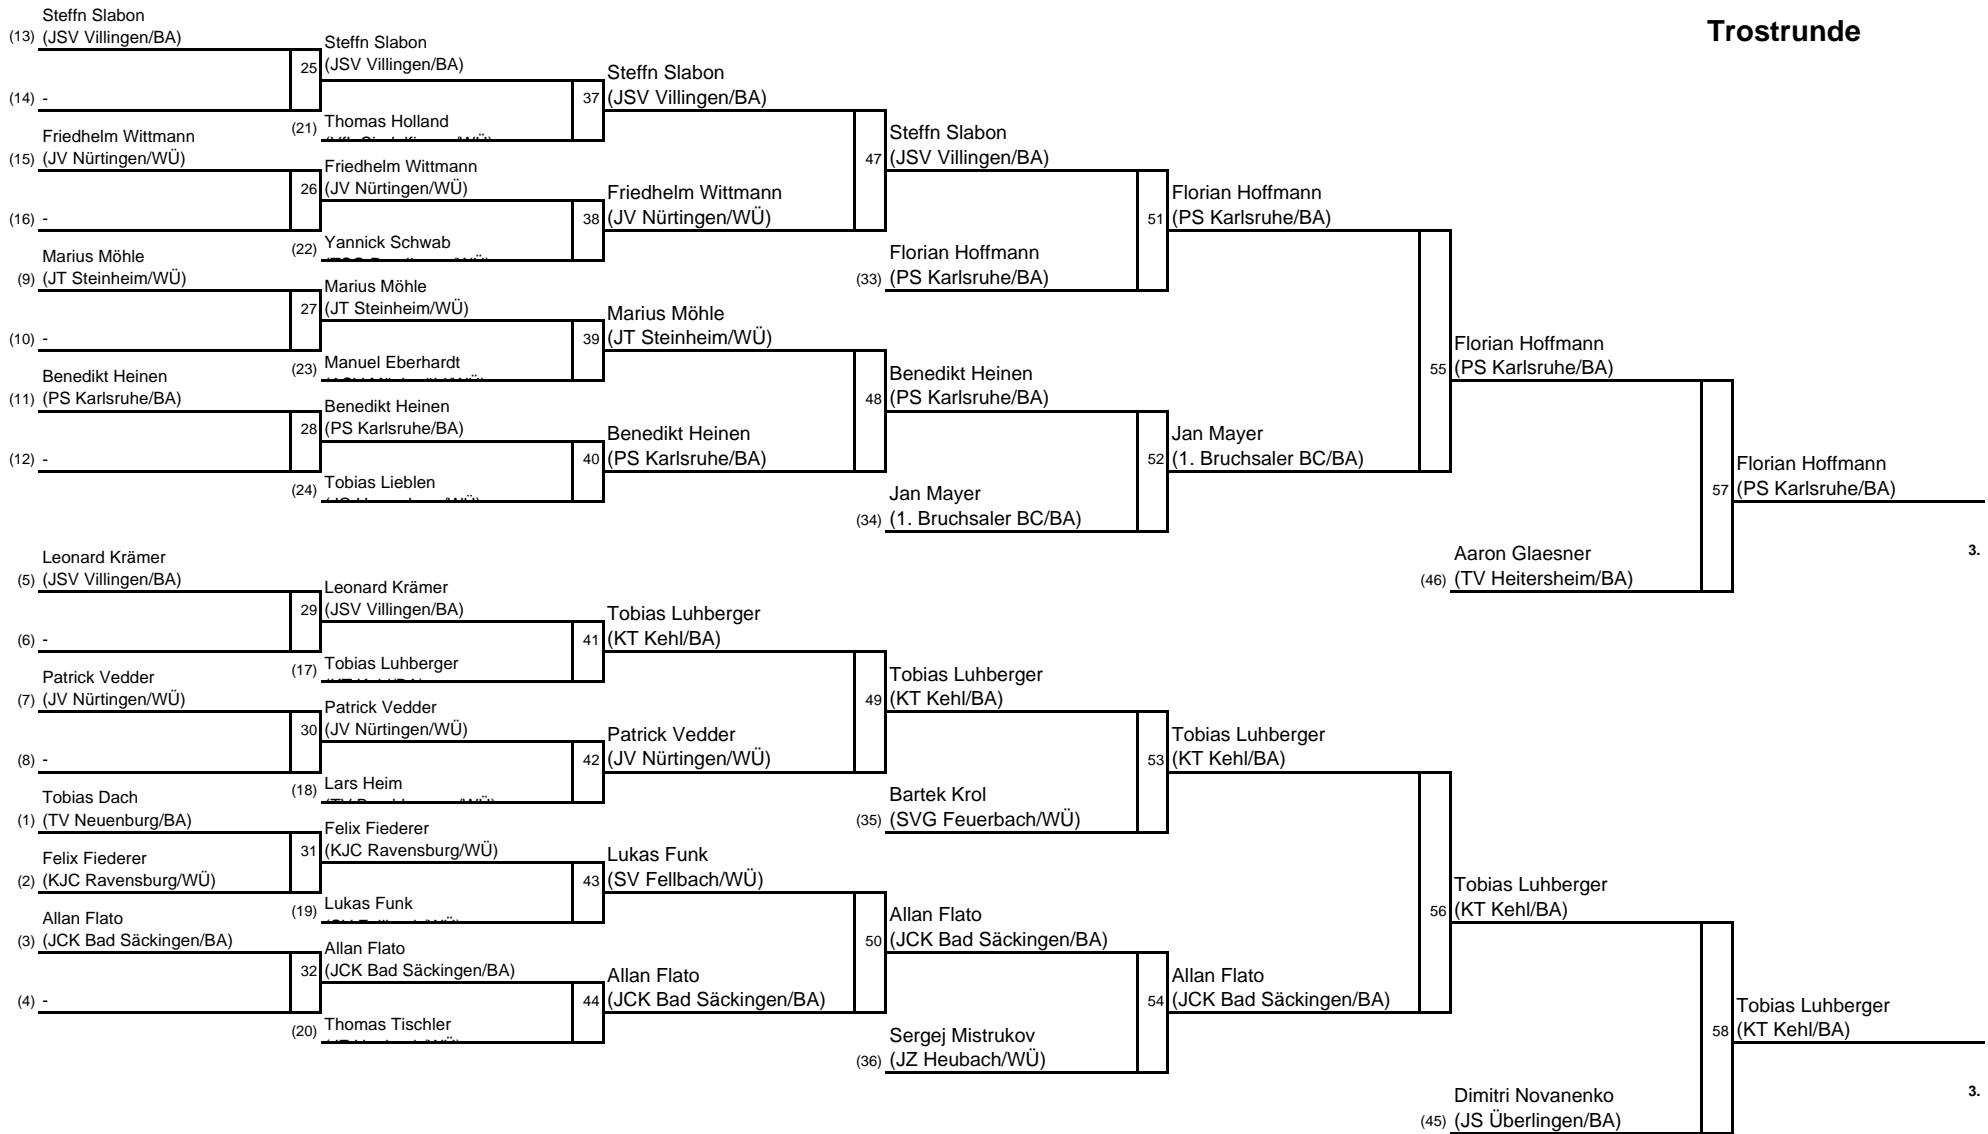 Trostrunde
Steffn Slabon
(13) (JSV Villingen/BA)
(14) -
Friedhelm Wittmann
(15) (JV Nürtingen/WÜ)
(16) -
Marius Möhle
(9) (JT Steinheim/WÜ)
(10) -
Benedikt Heinen
(11) (PS Karlsruhe/BA)
(12) -
Leonard Krämer
(5) (JSV Villingen/BA)
(6) -
Patrick Vedder
(7) (JV Nürtingen/WÜ)
(8) -
Tobias Dach
(1) (TV Neuenburg/BA)
Felix Fiederer
(2) (KJC Ravensburg/WÜ)
Allan Flato
(3) (JCK Bad Säckingen/BA)
(4) -
Steffn Slabon
25 (JSV Villingen/BA)
(21) Thomas Holland
Friedhelm Wittmann
26 (JV Nürtingen/WÜ)
(22) Yannick Schwab
Marius Möhle
27 (JT Steinheim/WÜ)
(23) Manuel Eberhardt
Benedikt Heinen
28 (PS Karlsruhe/BA)
(24) Tobias Lieblen
Leonard Krämer
29 (JSV Villingen/BA)
(17) Tobias Luhberger
Patrick Vedder
30 (JV Nürtingen/WÜ)
(18) Lars Heim
Felix Fiederer
31 (KJC Ravensburg/WÜ)
(19) Lukas Funk
Allan Flato
32 (JCK Bad Säckingen/BA)
(20) Thomas Tischler
Steffn Slabon
37 (JSV Villingen/BA)
Friedhelm Wittmann
38 (JV Nürtingen/WÜ)
Marius Möhle
39 (JT Steinheim/WÜ)
Benedikt Heinen
40 (PS Karlsruhe/BA)
Tobias Luhberger
41 (KT Kehl/BA)
Patrick Vedder
42 (JV Nürtingen/WÜ)
Lukas Funk
43 (SV Fellbach/WÜ)
Allan Flato
44 (JCK Bad Säckingen/BA)
Steffn Slabon
47 (JSV Villingen/BA)
Florian Hoffmann
(33) (PS Karlsruhe/BA)
Benedikt Heinen
48 (PS Karlsruhe/BA)
Jan Mayer
(34) (1. Bruchsaler BC/BA)
Tobias Luhberger
49 (KT Kehl/BA)
Bartek Krol
(35) (SVG Feuerbach/WÜ)
Allan Flato
50 (JCK Bad Säckingen/BA)
Sergej Mistrukov
(36) (JZ Heubach/WÜ)
Florian Hoffmann
51 (PS Karlsruhe/BA)
Jan Mayer
52 (1. Bruchsaler BC/BA)
Tobias Luhberger
53 (KT Kehl/BA)
Allan Flato
54 (JCK Bad Säckingen/BA)
Florian Hoffmann
55 (PS Karlsruhe/BA)
Aaron Glaesner
(46) (TV Heitersheim/BA)
Tobias Luhberger
56 (KT Kehl/BA)
Dimitri Novanenko
(45) (JS Überlingen/BA)
Florian Hoffmann
57 (PS Karlsruhe/BA)
3.
Tobias Luhberger
58 (KT Kehl/BA)
3.